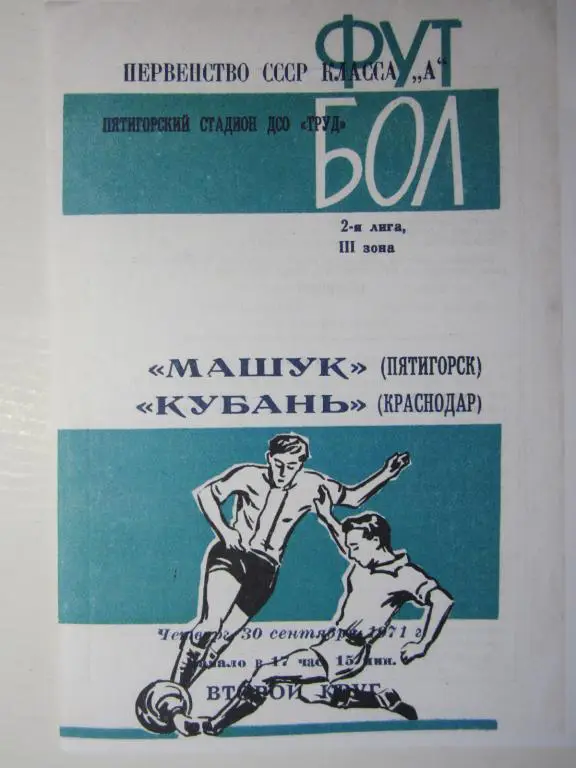 ФУТ
ПЕРВЕНСТВО СССР КЛАССА „А“
БОЛ
ПЯТИГОРСКИЙ СТАДИОН ДСО «ТРУД»
2-я лига,
III зона
«МАШУК» (ПЯТИГОРСК)
«КУБАНЬ» (КРАСНОДАР)
Четверг, 30 сентября 1971 г.
Начало в 17 час. 15 мин.
ВТОРОЙ КРУГ